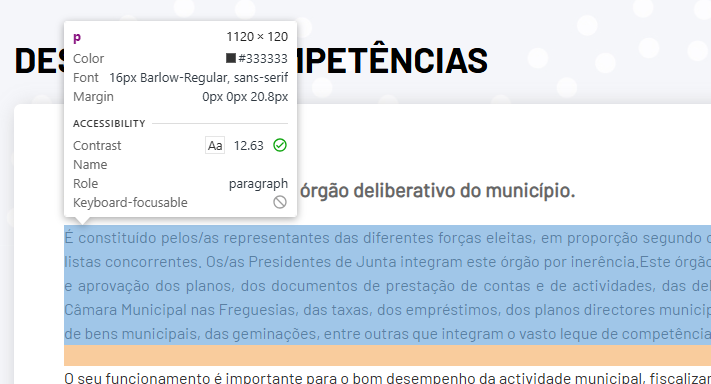 p 1120 × 120
DES MPETÊNCIAS
Color #333333
Font 16px Barlow-Regular, sans-serif
Margin 0px 0px 20.8px
ACCESSIBILITY
Contrast Aa 12.63
Name
Role paragraph
Keyboard-focusable
órgão deliberativo do município.
É constituído pelos/as representantes das diferentes forças eleitas, em proporção segundo
listas concorrentes. Os/as Presidentes de Junta integram este órgão por inerência.Este órgão
e aprovação dos planos, dos documentos de prestação de contas e de actividades, das
Câmara Municipal nas Freguesias, das taxas, dos empréstimos, dos planos directores
de bens municipais, das geminações, entre outras que integram o vasto leque de
O seu funcionamento é importante para o bom desempenho da actividade municipal,